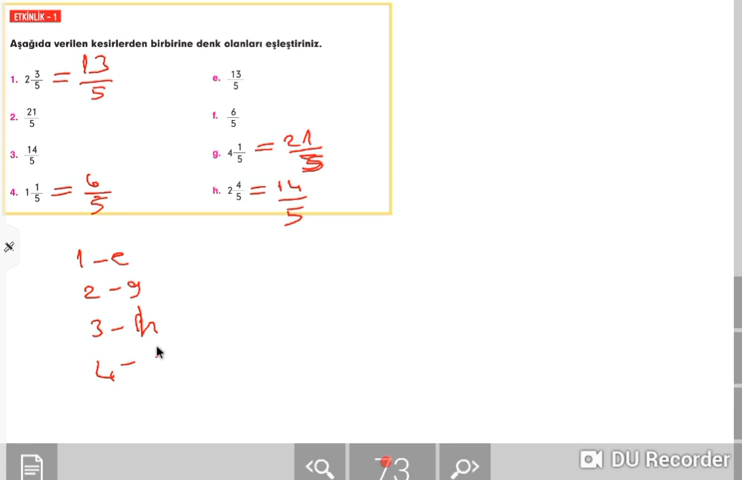 ETKİNLİK - 1
Aşağıda verilen kesirlerden birbirine denk olanları eşleştiriniz.
1. 2 3/5 = 13/5
e. 13/5
2. 21/5
f. 6/5
3. 14/5
g. 4 1/5 = 21/5
4. 1 1/5 = 6/5
h. 2 4/5 = 14/5
1 - e
2 - g
3 - h
4 -
73
DU Recorder